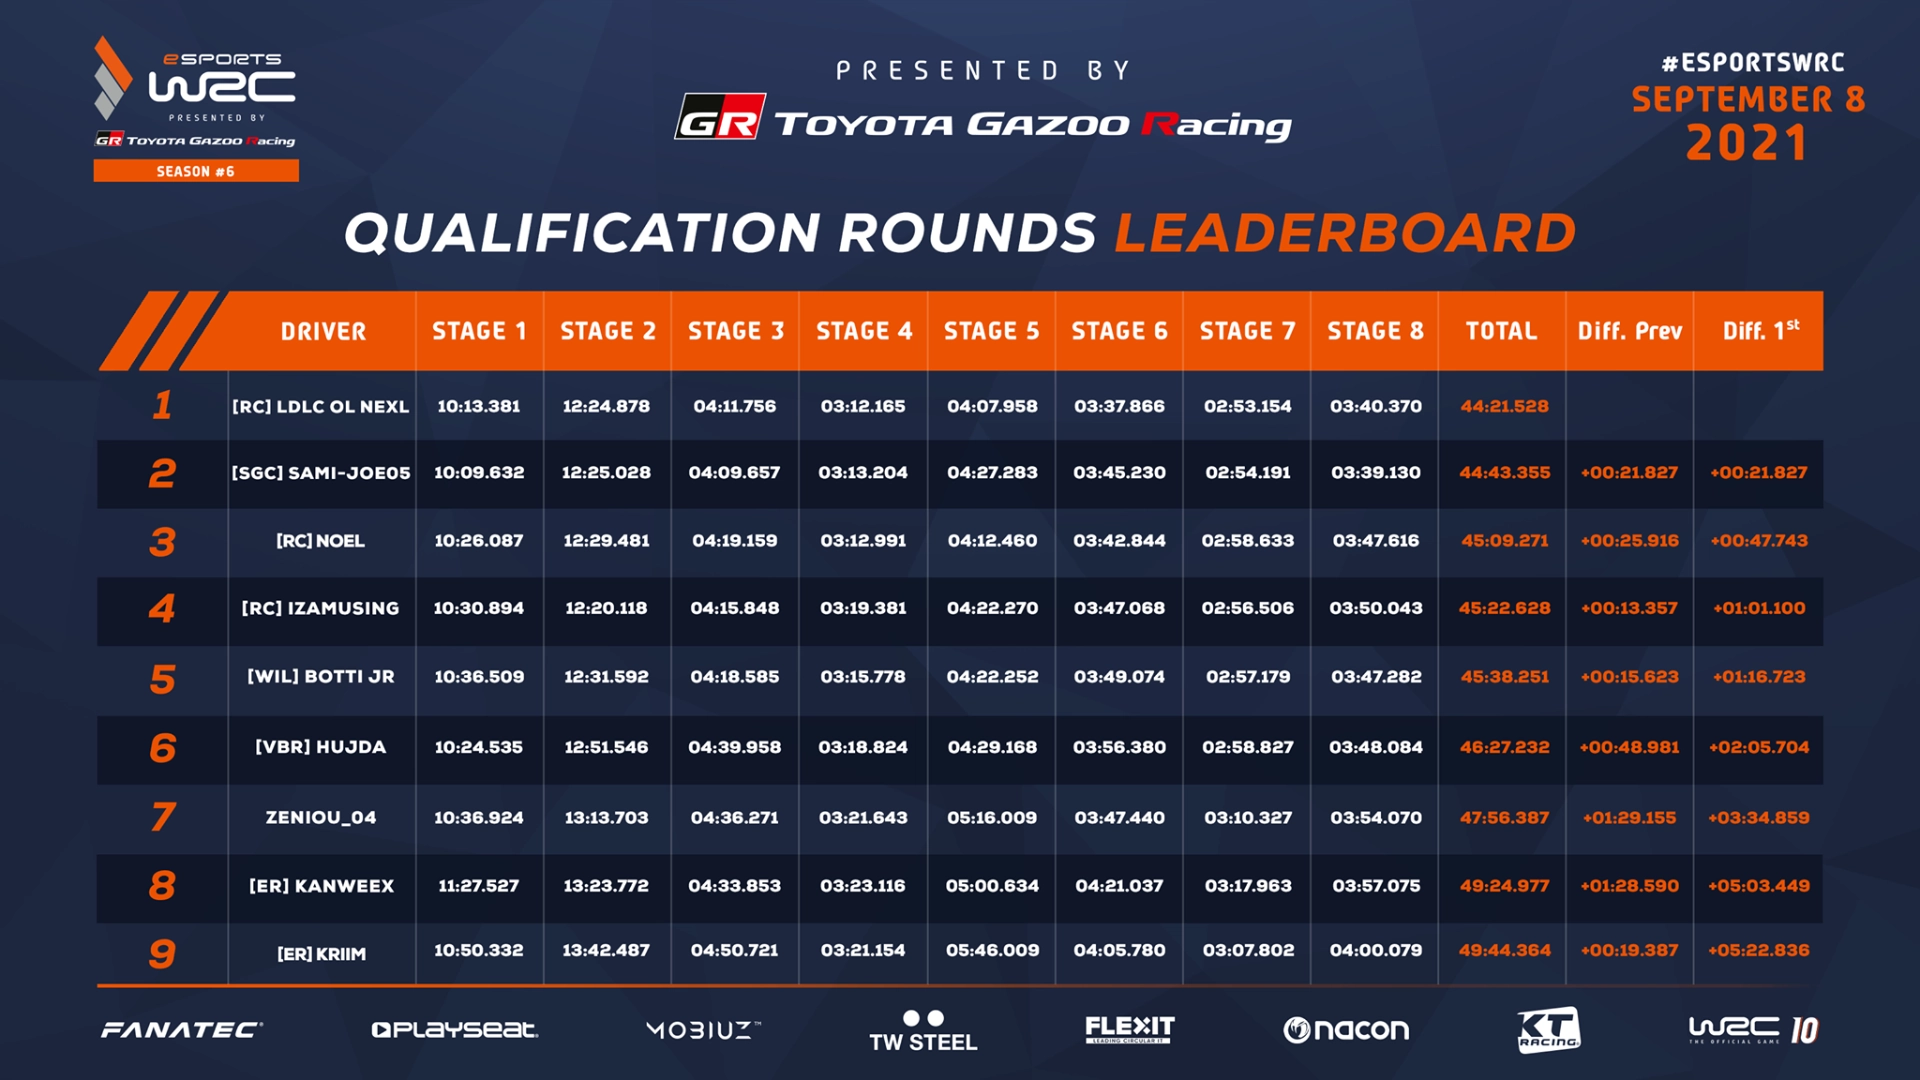 eSPORTS
WRC
PRESENTED BY
GR TOYOTA GAZOO Racing
SEASON #6
PRESENTED BY
GR TOYOTA GAZOO Racing
#ESPORTSWRC
SEPTEMBER 8
2021
QUALIFICATION ROUNDS LEADERBOARD
DRIVER STAGE 1 STAGE 2 STAGE 3 STAGE 4 STAGE 5 STAGE 6 STAGE 7 STAGE 8 TOTAL Diff. Prev Diff. 1st
1 [RC] LDLC OL NEXL 10:13.381 12:24.878 04:11.756 03:12.165 04:07.958 03:37.866 02:53.154 03:40.370 44:21.528
2 [SGC] SAMI-JOE05 10:09.632 12:25.028 04:09.657 03:13.204 04:27.283 03:45.230 02:54.191 03:39.130 44:43.355 +00:21.827 +00:21.827
3 [RC] NOEL 10:26.087 12:29.481 04:19.159 03:12.991 04:12.460 03:42.844 02:58.633 03:47.616 45:09.271 +00:25.916 +00:47.743
4 [RC] IZAMUSING 10:30.894 12:20.118 04:15.848 03:19.381 04:22.270 03:47.068 02:56.506 03:50.043 45:22.628 +00:13.357 +01:01.100
5 [WIL] BOTTI JR 10:36.509 12:31.592 04:18.585 03:15.778 04:22.252 03:49.074 02:57.179 03:47.282 45:38.251 +00:15.623 +01:16.723
6 [VBR] HUJDA 10:24.535 12:51.546 04:39.958 03:18.824 04:29.168 03:56.380 02:58.827 03:48.084 46:27.232 +00:48.981 +02:05.704
7 ZENIOU_04 10:36.924 13:13.703 04:36.271 03:21.643 05:16.009 03:47.440 03:10.327 03:54.070 47:56.387 +01:29.155 +03:34.859
8 [ER] KANWEEX 11:27.527 13:23.772 04:33.853 03:23.116 05:00.634 04:21.037 03:17.963 03:57.075 49:24.977 +01:28.590 +05:03.449
9 [ER] KRIIM 10:50.332 13:42.487 04:50.721 03:21.154 05:46.009 04:05.780 03:07.802 04:00.079 49:44.364 +00:19.387 +05:22.836
FANATEC PLAYSEAT MOBIUZ™ TW STEEL FLEXIT nacon KT RACING WRC 10
LEADING CIRCULAR IT
THE OFFICIAL GAME